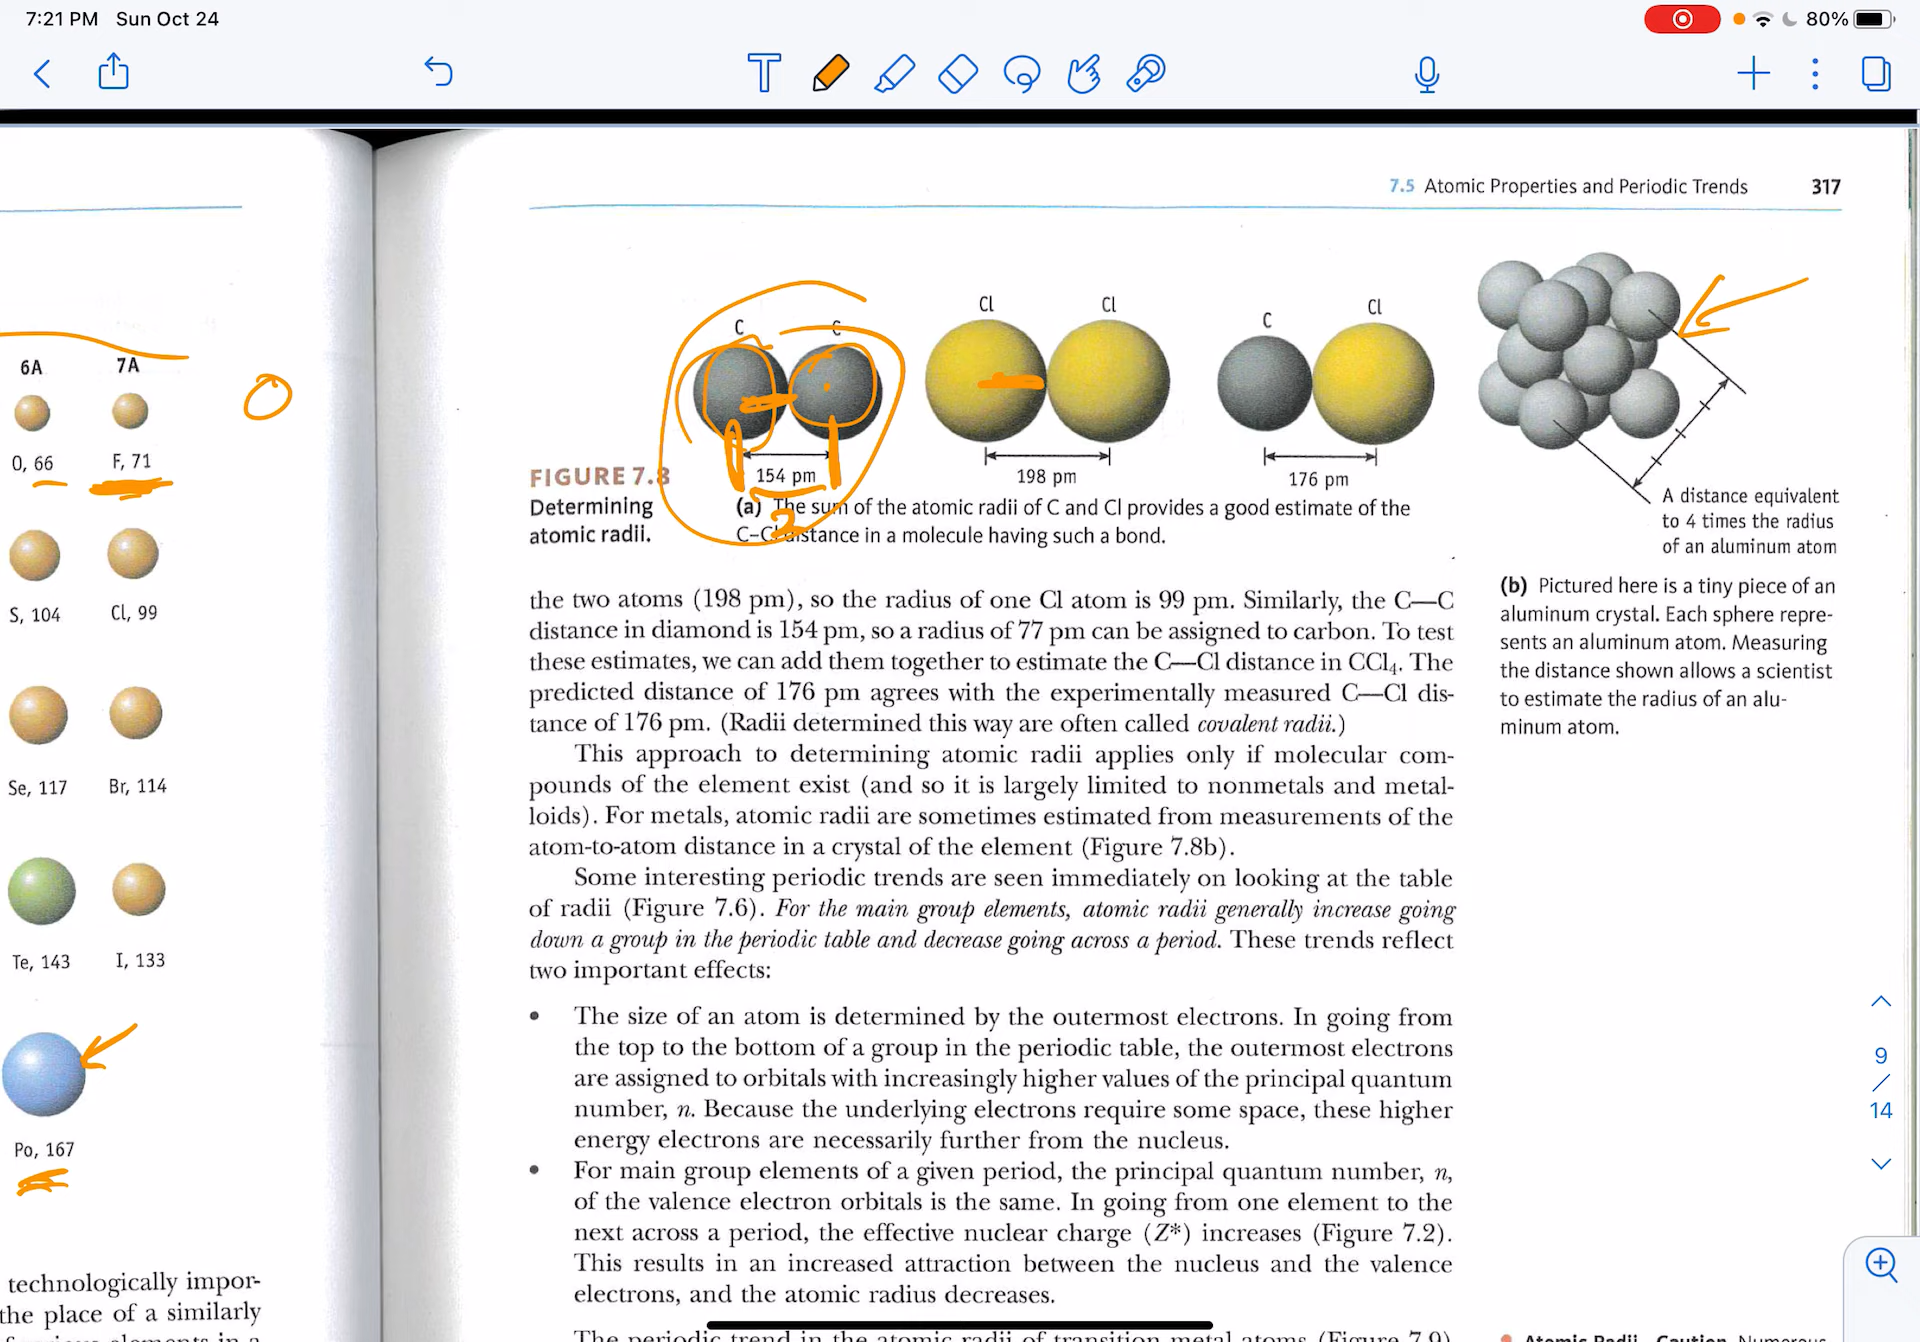 7:21 PM Sun Oct 24
80%
7.5 Atomic Properties and Periodic Trends 317
6A 7A
O, 66 F, 71
S, 104 Cl, 99
Se, 117 Br, 114
Te, 143 I, 133
Po, 167
technologically impor-
the place of a similarly
C C Cl Cl C Cl
154 pm 198 pm 176 pm
2
FIGURE 7.8
Determining
atomic radii.
(a) The sum of the atomic radii of C and Cl provides a good estimate of the
C–Cl distance in a molecule having such a bond.
A distance equivalent
to 4 times the radius
of an aluminum atom
(b) Pictured here is a tiny piece of an
aluminum crystal. Each sphere repre-
sents an aluminum atom. Measuring
the distance shown allows a scientist
to estimate the radius of an alu-
minum atom.
the two atoms (198 pm), so the radius of one Cl atom is 99 pm. Similarly, the C—C
distance in diamond is 154 pm, so a radius of 77 pm can be assigned to carbon. To test
these estimates, we can add them together to estimate the C—Cl distance in CCl₄. The
predicted distance of 176 pm agrees with the experimentally measured C—Cl dis-
tance of 176 pm. (Radii determined this way are often called covalent radii.)
This approach to determining atomic radii applies only if molecular com-
pounds of the element exist (and so it is largely limited to nonmetals and metal-
loids). For metals, atomic radii are sometimes estimated from measurements of the
atom-to-atom distance in a crystal of the element (Figure 7.8b).
Some interesting periodic trends are seen immediately on looking at the table
of radii (Figure 7.6). For the main group elements, atomic radii generally increase going
down a group in the periodic table and decrease going across a period. These trends reflect
two important effects:
• The size of an atom is determined by the outermost electrons. In going from
the top to the bottom of a group in the periodic table, the outermost electrons
are assigned to orbitals with increasingly higher values of the principal quantum
number, n. Because the underlying electrons require some space, these higher
energy electrons are necessarily further from the nucleus.
• For main group elements of a given period, the principal quantum number, n,
of the valence electron orbitals is the same. In going from one element to the
next across a period, the effective nuclear charge (Z*) increases (Figure 7.2).
This results in an increased attraction between the nucleus and the valence
electrons, and the atomic radius decreases.
The periodic trend in the atomic radii of transition metal atoms (Figure 7.9)
9
/
14